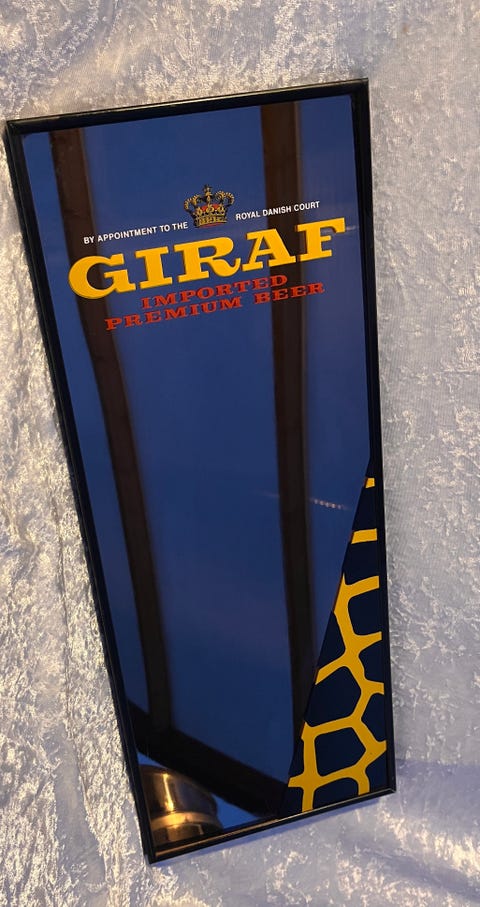 BY APPOINTMENT TO THE ROYAL DANISH COURT
GIRAF
IMPORTED
PREMIUM BEER